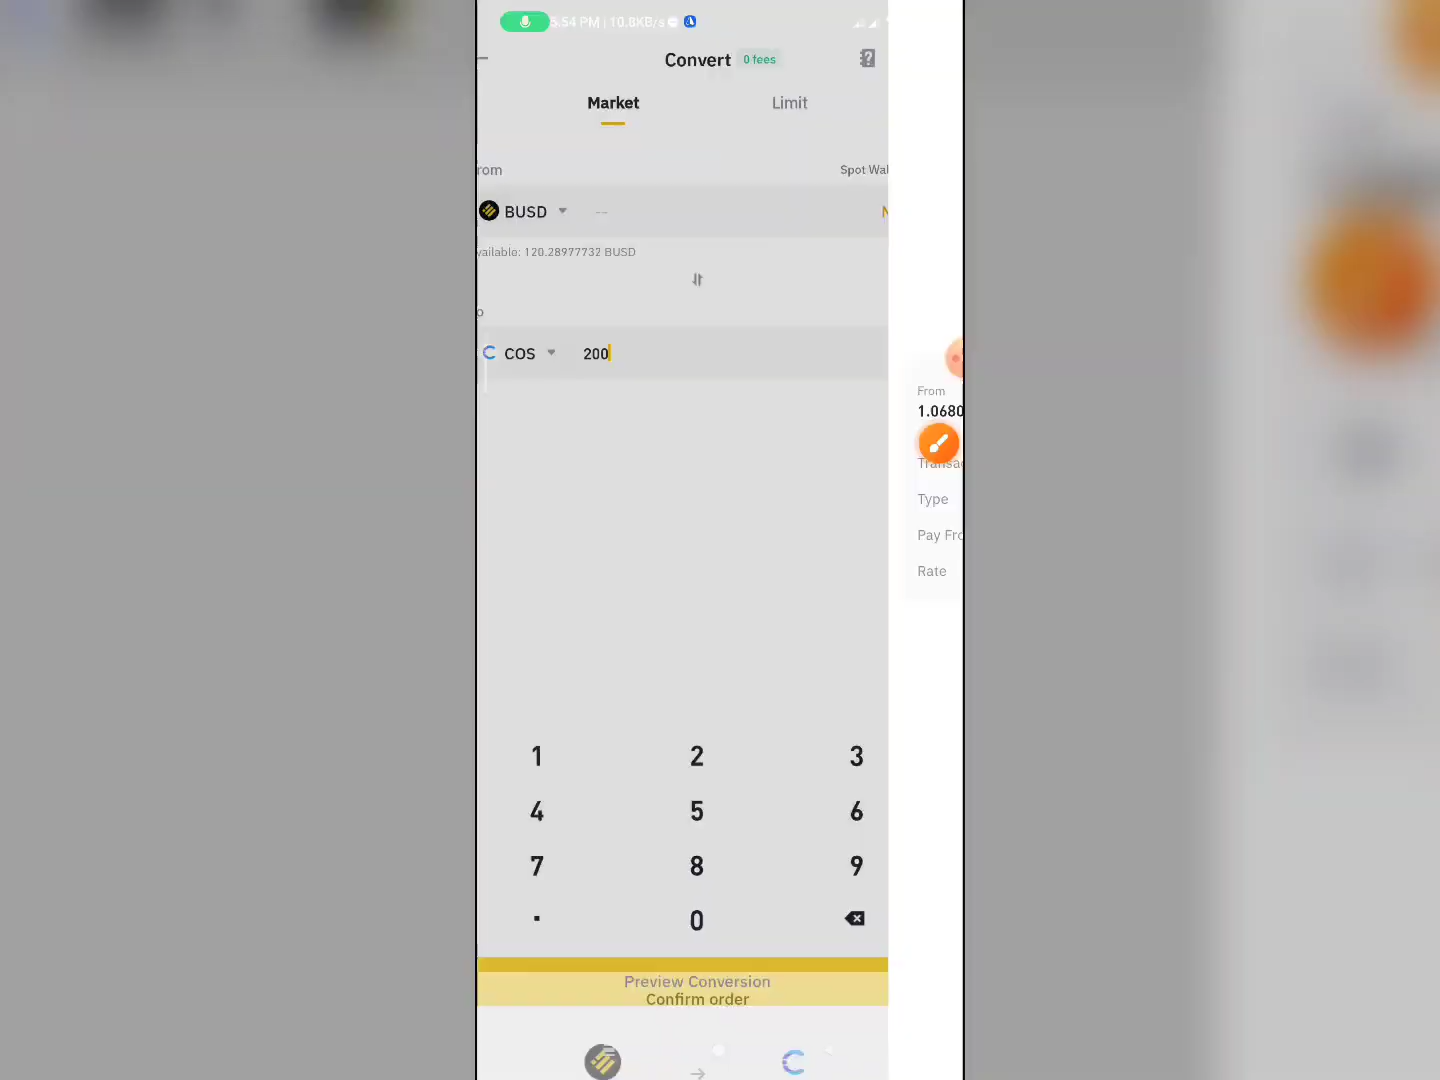 5.54 PM | 10.8KB/s
Convert 0 fees
Market Limit
rom Spot Wal
BUSD --
vailable: 120.28977732 BUSD
COS 200
From
1.0680
Transac
Type
Pay Fro
Rate
1 2 3
4 5 6
7 8 9
. 0
Preview Conversion
Confirm order